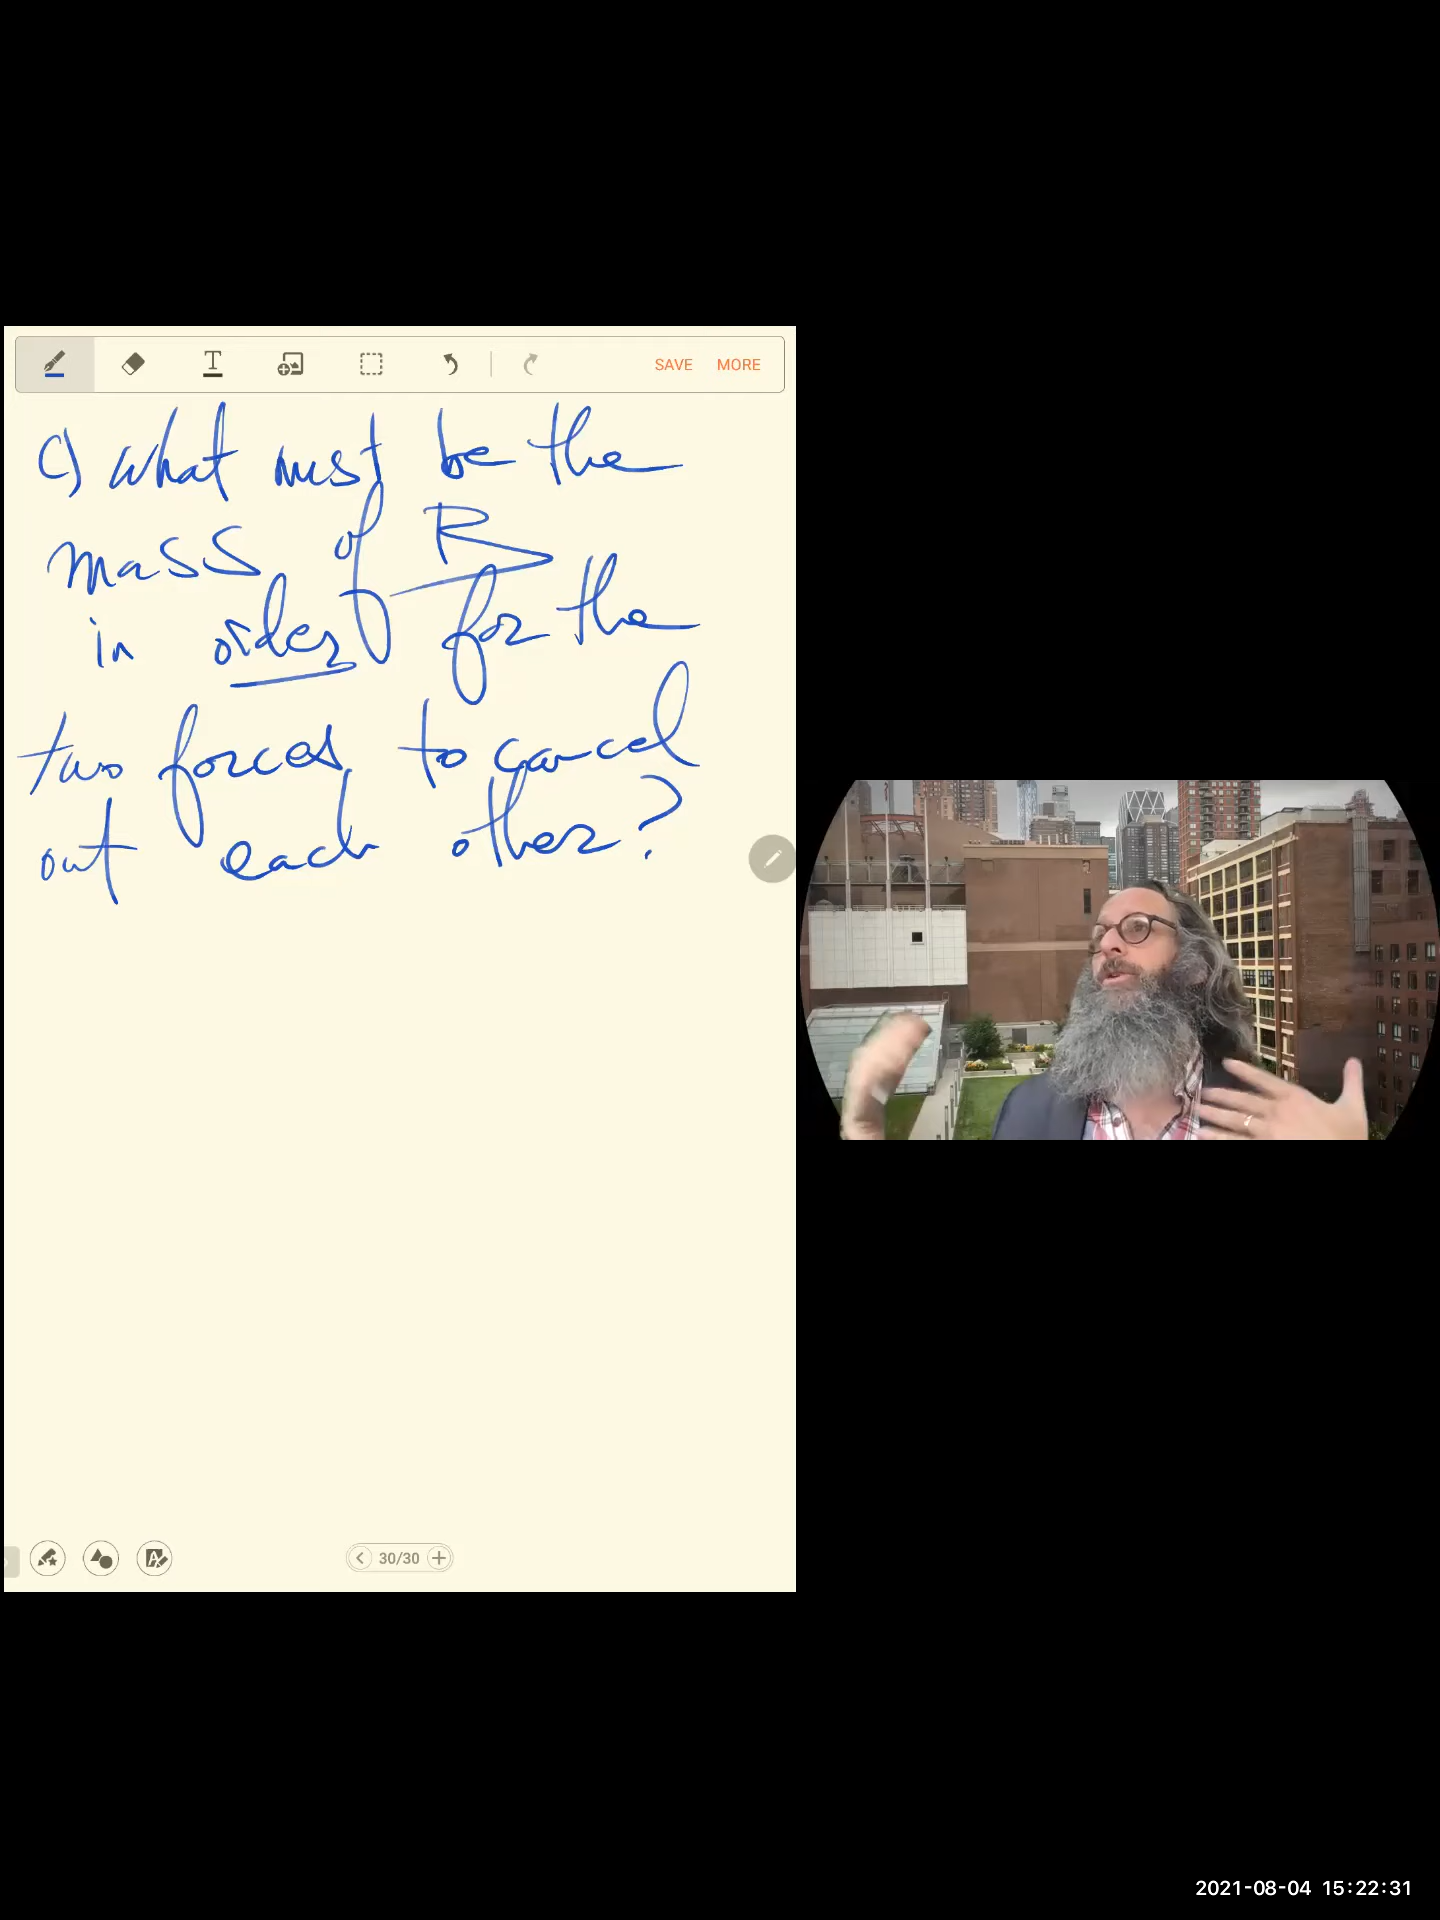 SAVE MORE
c) what must be the
mass of R
in order for the
two forces to cancel
out each other?
30/30
2021-08-04 15:22:31